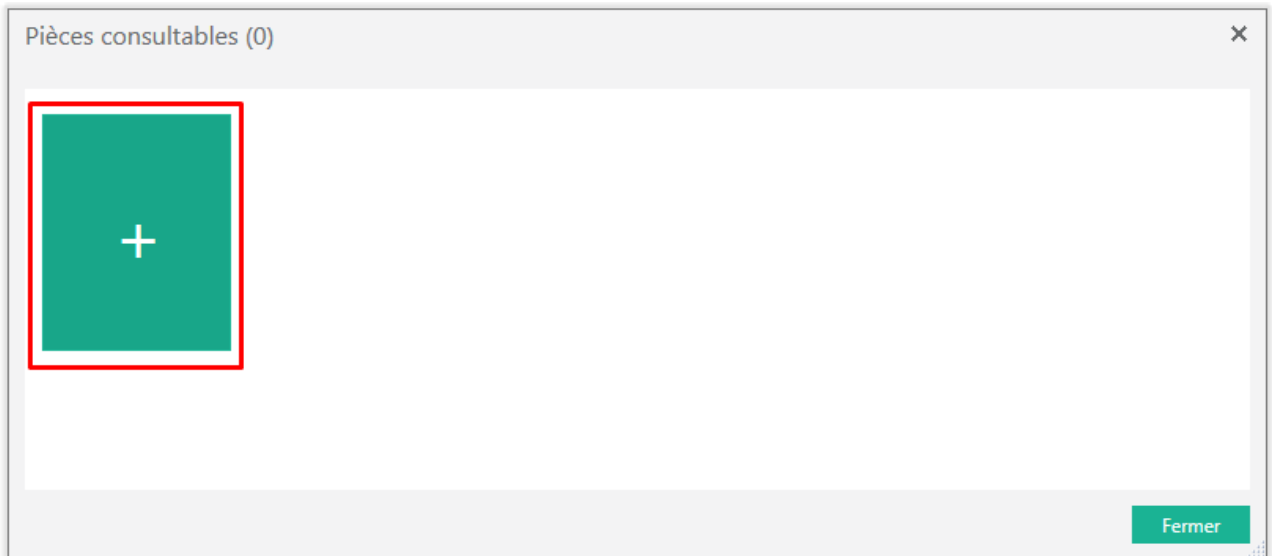 Pièces consultables (0)
+
Fermer